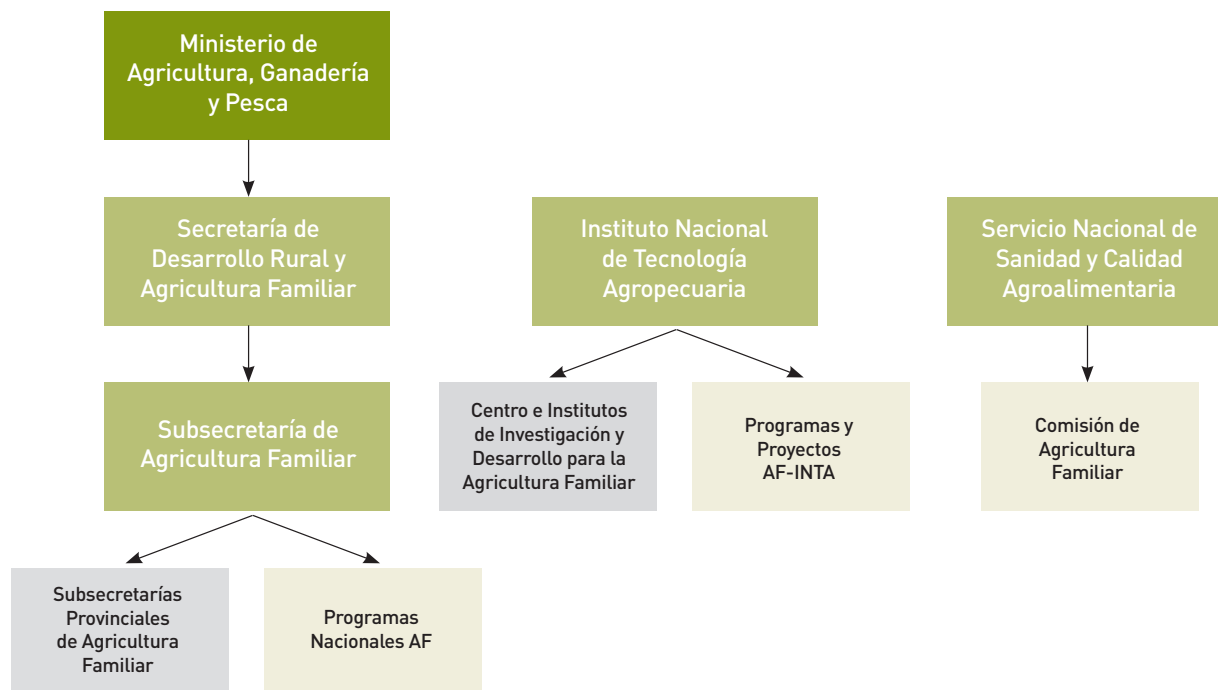 Ministerio de
Agricultura, Ganadería
y Pesca
Secretaría de
Desarrollo Rural y
Agricultura Familiar
Instituto Nacional
de Tecnología
Agropecuaria
Servicio Nacional de
Sanidad y Calidad
Agroalimentaria
Subsecretaría de
Agricultura Familiar
Centro e Institutos
de Investigación y
Desarrollo para la
Agricultura Familiar
Programas y
Proyectos
AF-INTA
Comisión de
Agricultura
Familiar
Subsecretarías
Provinciales
de Agricultura
Familiar
Programas
Nacionales AF